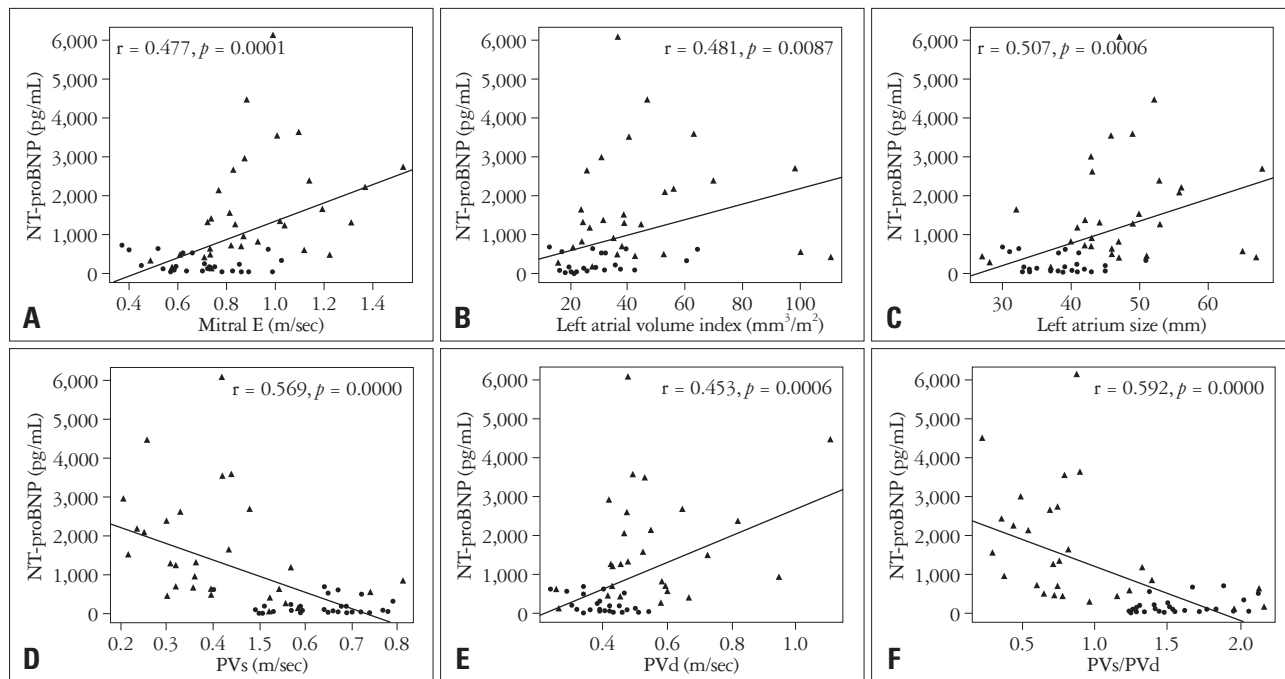 r = 0.477, p = 0.0001
6,000
5,000
4,000
3,000
2,000
1,000
0
NT-proBNP (pg/mL)
0.4 0.6 0.8 1.0 1.2 1.4
A
Mitral E (m/sec)
r = 0.481, p = 0.0087
6,000
5,000
4,000
3,000
2,000
1,000
0
NT-proBNP (pg/mL)
20 40 60 80 100
B
Left atrial volume index (mm³/m²)
r = 0.507, p = 0.0006
6,000
5,000
4,000
3,000
2,000
1,000
0
NT-proBNP (pg/mL)
30 40 50 60
C
Left atrium size (mm)
r = 0.569, p = 0.0000
6,000
5,000
4,000
3,000
2,000
1,000
0
NT-proBNP (pg/mL)
0.2 0.3 0.4 1.5 0.6 0.7 0.8
D
PVs (m/sec)
r = 0.453, p = 0.0006
6,000
5,000
4,000
3,000
2,000
1,000
0
NT-proBNP (pg/mL)
0.4 0.6 0.8 1.0
E
PVd (m/sec)
r = 0.592, p = 0.0000
6,000
5,000
4,000
3,000
2,000
1,000
0
NT-proBNP (pg/mL)
0.5 1.0 1.5 2.0
F
PVs/PVd